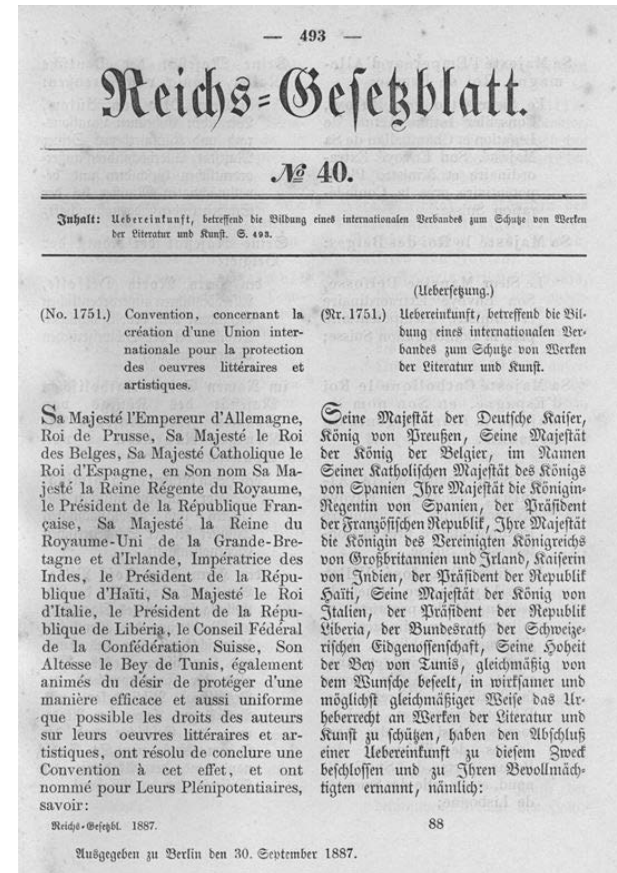 — 493 —
Reichs-Gesetzblatt.
№ 40.
Inhalt: Uebereinkunft, betreffend die Bildung eines internationalen Verbandes zum Schutze von Werken
der Literatur und Kunst. S. 493.
(No. 1751.) Convention, concernant la
création d'une Union inter-
nationale pour la protection
des oeuvres littéraires et
artistiques.
Sa Majesté l'Empereur d'Allemagne,
Roi de Prusse, Sa Majesté le Roi
des Belges, Sa Majesté Catholique le
Roi d'Espagne, en Son nom Sa Ma-
jesté la Reine Régente du Royaume,
le Président de la République Fran-
çaise, Sa Majesté la Reine du
Royaume-Uni de la Grande-Bre-
tagne et d'Irlande, Impératrice des
Indes, le Président de la Répu-
blique d'Haïti, Sa Majesté le Roi
d'Italie, le Président de la Répu-
blique de Libéria, le Conseil Fédéral
de la Confédération Suisse, Son
Altesse le Bey de Tunis, également
animés du désir de protéger d'une
manière efficace et aussi uniforme
que possible les droits des auteurs
sur leurs oeuvres littéraires et ar-
tistiques, ont résolu de conclure une
Convention à cet effet, et ont
nommé pour Leurs Plénipotentiaires,
savoir:
(Uebersetzung.)
(Nr. 1751.) Uebereinkunft, betreffend die Bil-
dung eines internationalen Ver-
bandes zum Schutze von Werken
der Literatur und Kunst.
Seine Majestät der Deutsche Kaiser,
König von Preußen, Seine Majestät
der König der Belgier, im Namen
Seiner Katholischen Majestät des Königs
von Spanien Ihre Majestät die Königin-
Regentin von Spanien, der Präsident
der Französischen Republik, Ihre Majestät
die Königin des Vereinigten Königreichs
von Großbritannien und Irland, Kaiserin
von Indien, der Präsident der Republik
Haïti, Seine Majestät der König von
Italien, der Präsident der Republik
Liberia, der Bundesrath der Schweize-
rischen Eidgenossenschaft, Seine Hoheit
der Bey von Tunis, gleichmäßig von
dem Wunsche beseelt, in wirksamer und
möglichst gleichmäßiger Weise das Ur-
heberrecht an Werken der Literatur und
Kunst zu schützen, haben den Abschluß
einer Uebereinkunft zu diesem Zweck
beschlossen und zu Ihren Bevollmäch-
tigten ernannt, nämlich:
Reichs-Gesetzbl. 1887. 88
Ausgegeben zu Berlin den 30. September 1887.